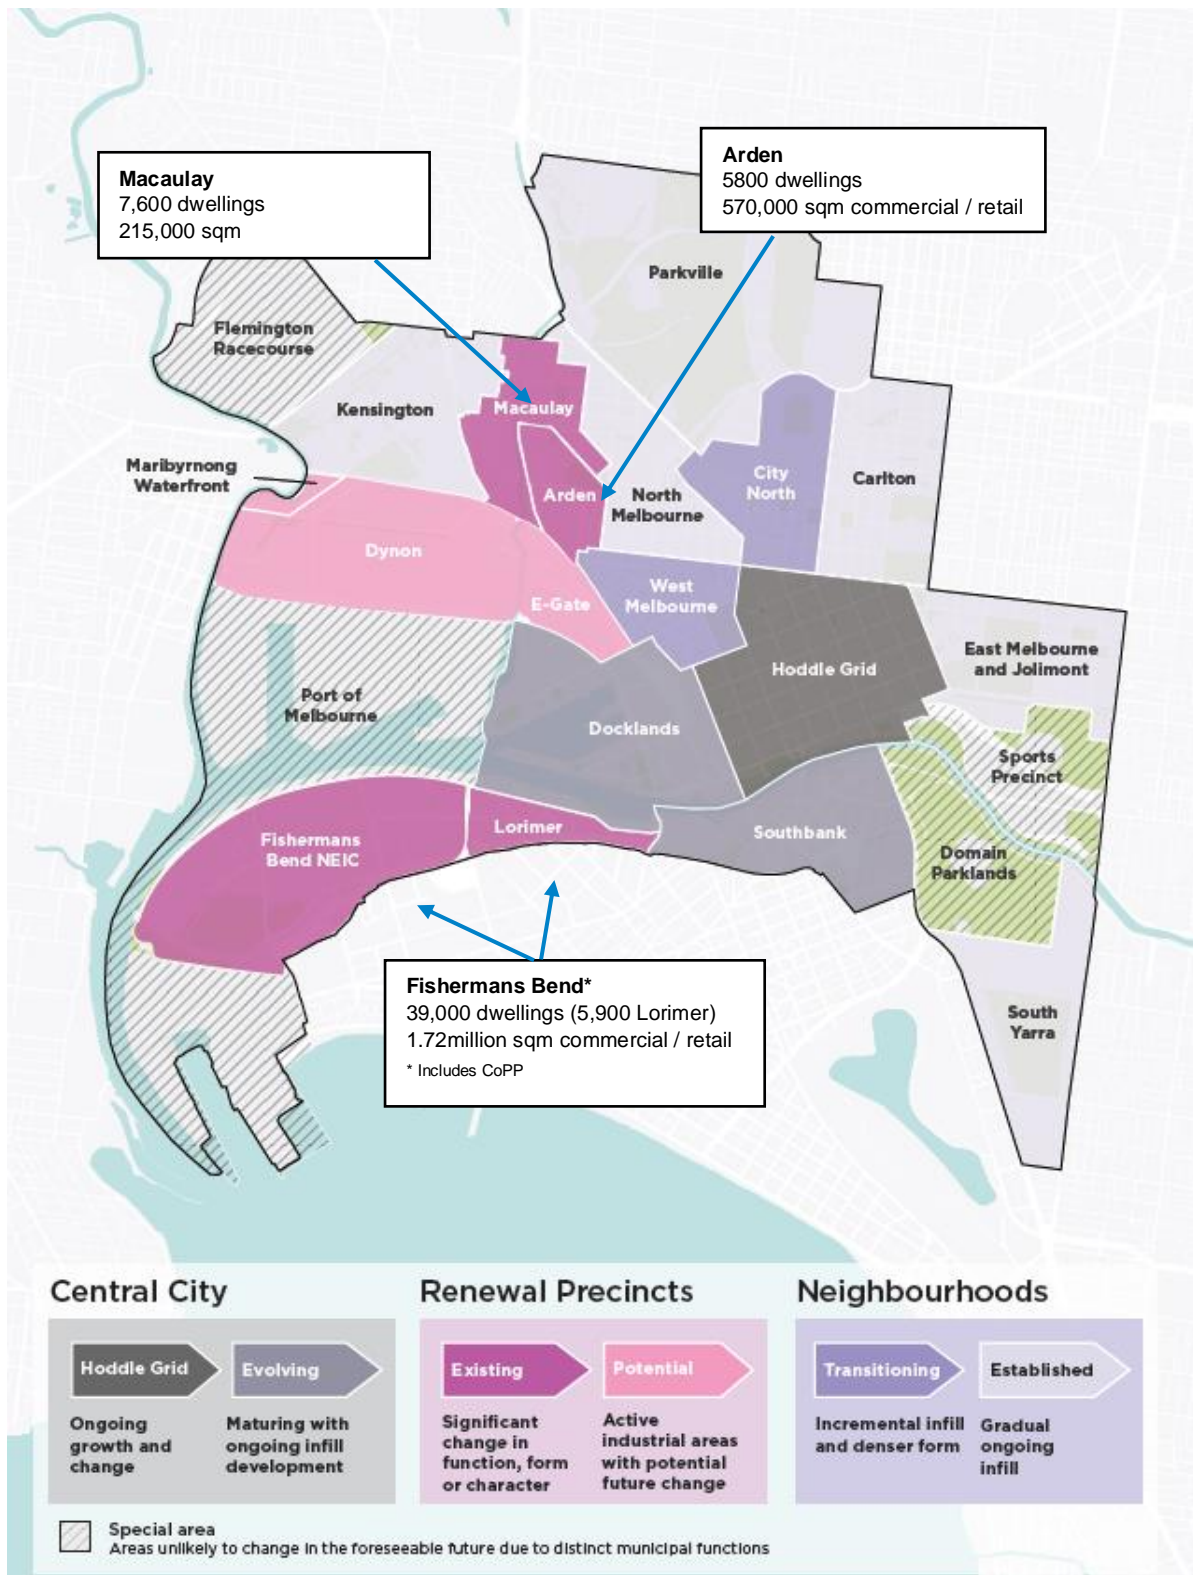 Macaulay
7,600 dwellings
215,000 sqm
Arden
5800 dwellings
570,000 sqm commercial / retail
Parkville
Flemington
Racecourse
Kensington
Macaulay
Maribyrnong
Waterfront
Arden
North
Melbourne
City
North
Carlton
Dynon
E-Gate
West
Melbourne
East Melbourne
and Jolimont
Hoddle Grid
Port of
Melbourne
Docklands
Sports
Precinct
Fishermans
Bend NEIC
Lorimer
Southbank
Domain
Parklands
Fishermans Bend*
39,000 dwellings (5,900 Lorimer)
1.72million sqm commercial / retail
* Includes CoPP
South
Yarra
Central City
Hoddle Grid
Evolving
Ongoing
growth and
change
Maturing with
ongoing infill
development
Renewal Precincts
Existing
Potential
Significant
change in
function, form
or character
Active
industrial areas
with potential
future change
Neighbourhoods
Transitioning
Established
Incremental infill
and denser form
Gradual
ongoing
infill
Special area
Areas unlikely to change in the foreseeable future due to distinct municipal functions